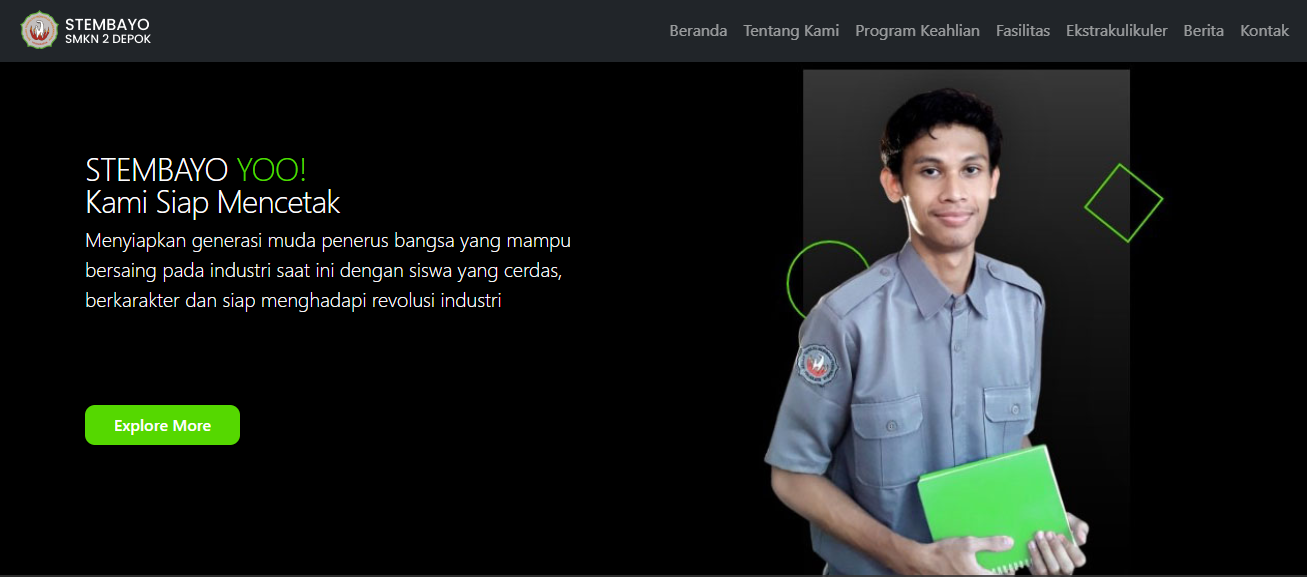 STEMBAYO
SMKN 2 DEPOK
Beranda Tentang Kami Program Keahlian Fasilitas Ekstrakulikuler Berita Kontak
STEMBAYO YOO!
Kami Siap Mencetak
Menyiapkan generasi muda penerus bangsa yang mampu
bersaing pada industri saat ini dengan siswa yang cerdas,
berkarakter dan siap menghadapi revolusi industri
Explore More